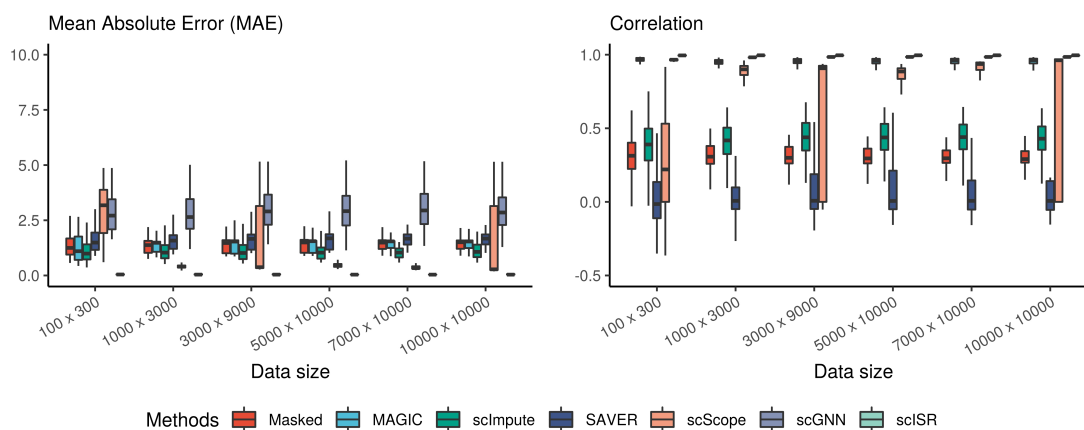 Mean Absolute Error (MAE)
10.0
7.5
5.0
2.5
0.0
100 x 300
1000 x 3000
3000 x 9000
5000 x 10000
7000 x 10000
10000 x 10000
Data size
Correlation
1.0
0.5
0.0
-0.5
100 x 300
1000 x 3000
3000 x 9000
5000 x 10000
7000 x 10000
10000 x 10000
Data size
Methods Masked MAGIC scImpute SAVER scScope scGNN scISR